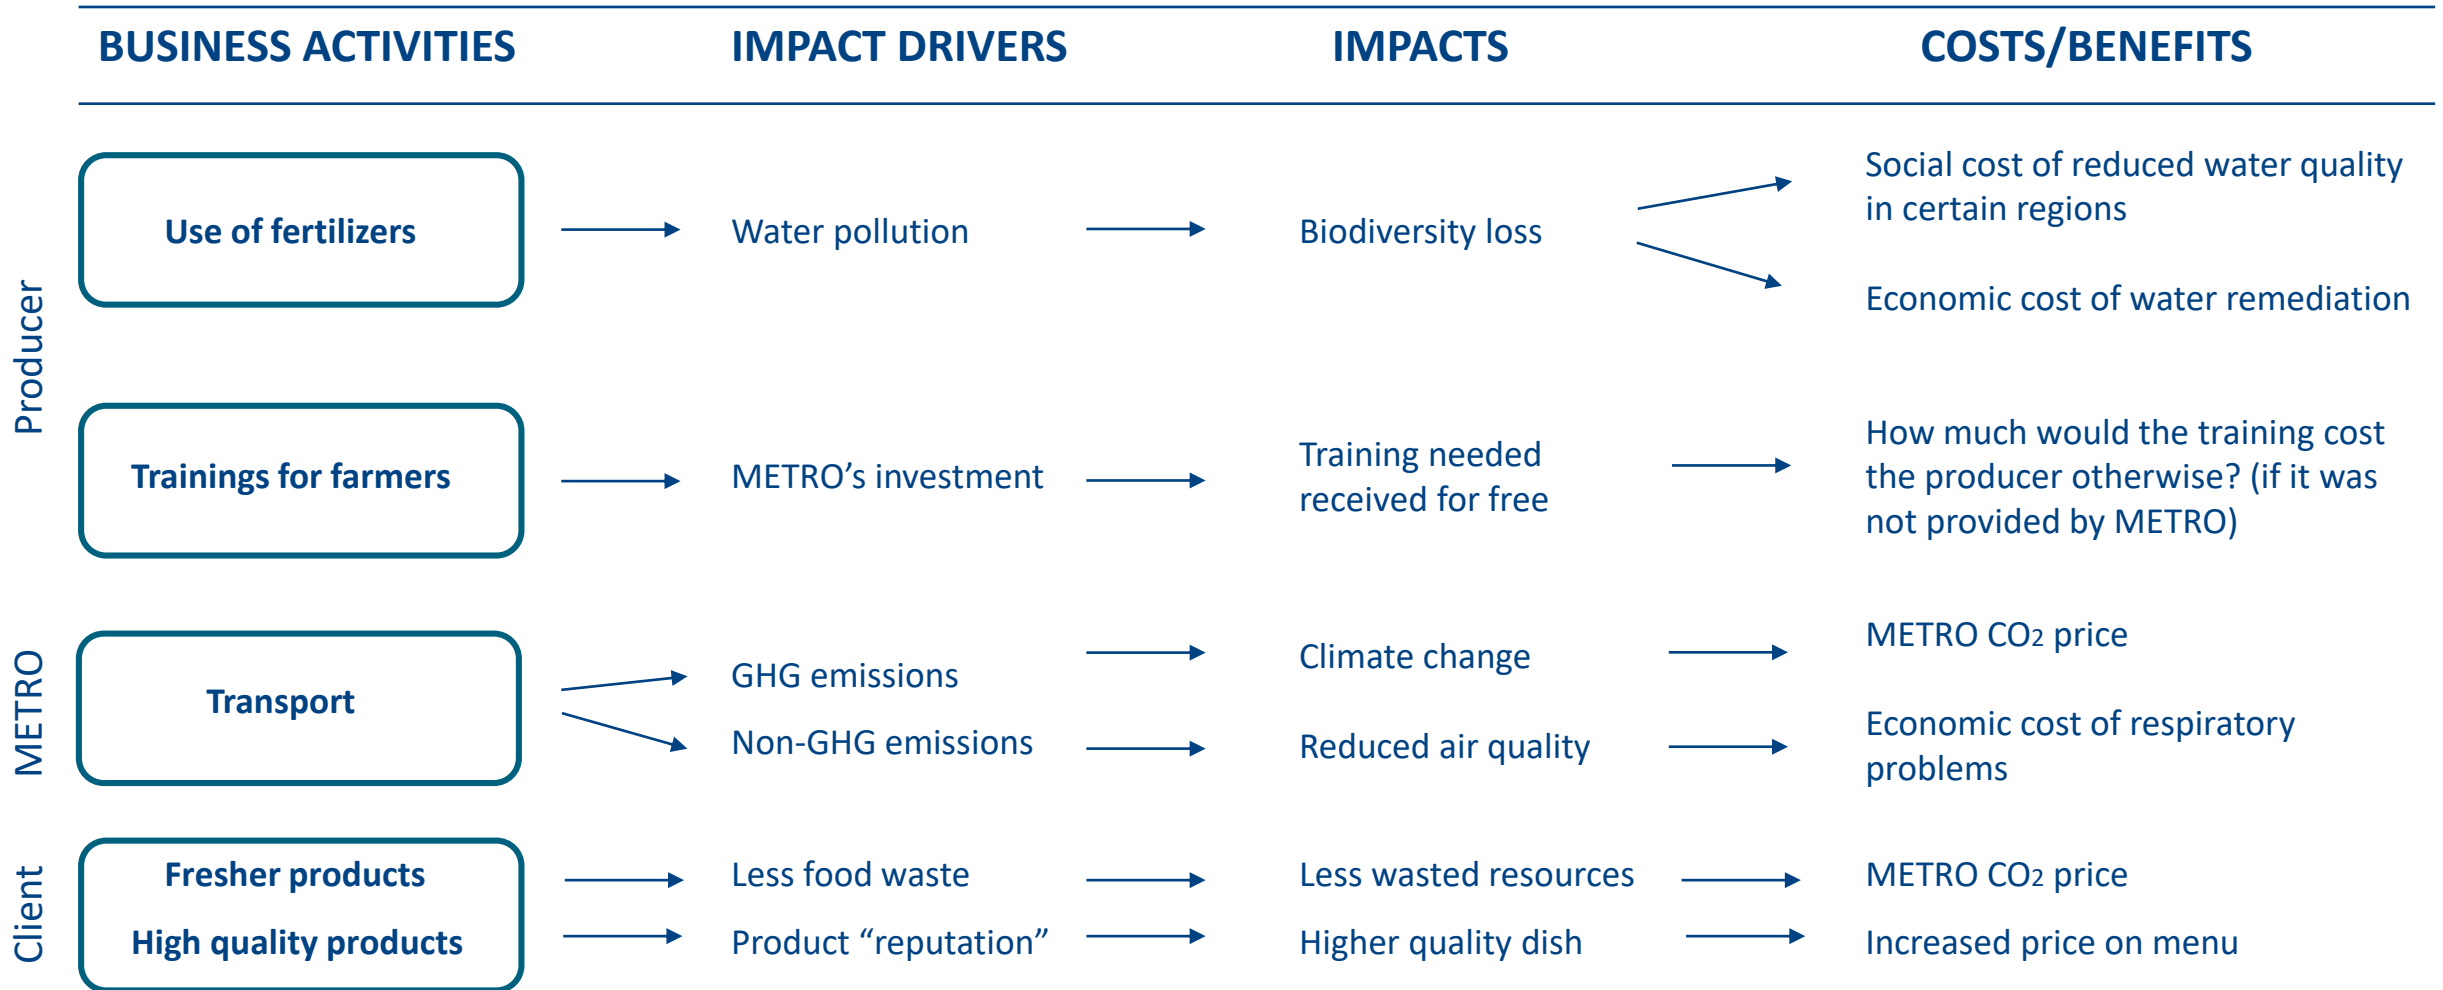 BUSINESS ACTIVITIES
IMPACT DRIVERS
IMPACTS
COSTS/BENEFITS
Producer
Use of fertilizers
Water pollution
Biodiversity loss
Social cost of reduced water quality
in certain regions
Economic cost of water remediation
Trainings for farmers
METRO’s investment
Training needed
received for free
How much would the training cost
the producer otherwise? (if it was
not provided by METRO)
METRO
Transport
GHG emissions
Climate change
METRO CO2 price
Non-GHG emissions
Reduced air quality
Economic cost of respiratory
problems
Client
Fresher products
Less food waste
Less wasted resources
METRO CO2 price
High quality products
Product “reputation”
Higher quality dish
Increased price on menu